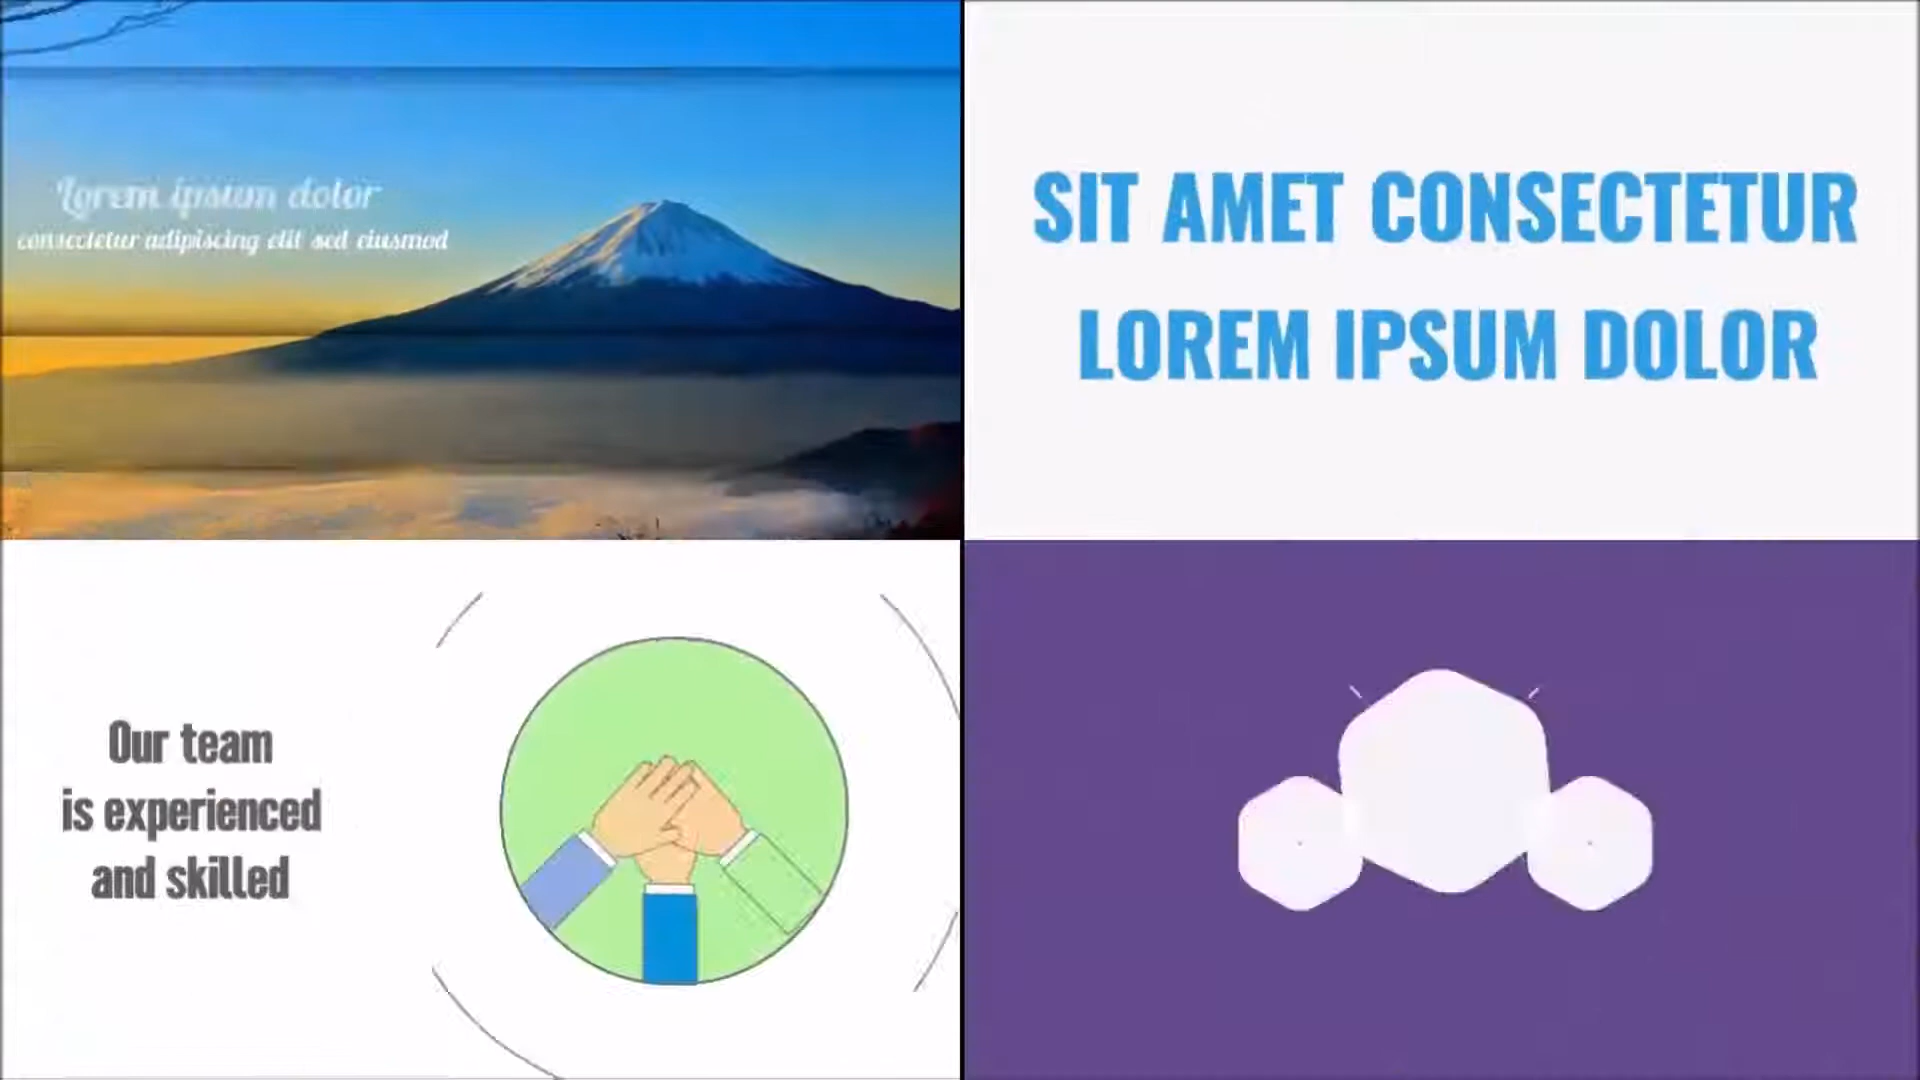 Lorem ipsum dolor
consectetur adipiscing elit sed eiusmod
SIT AMET CONSECTETUR
LOREM IPSUM DOLOR
Our team
is experienced
and skilled